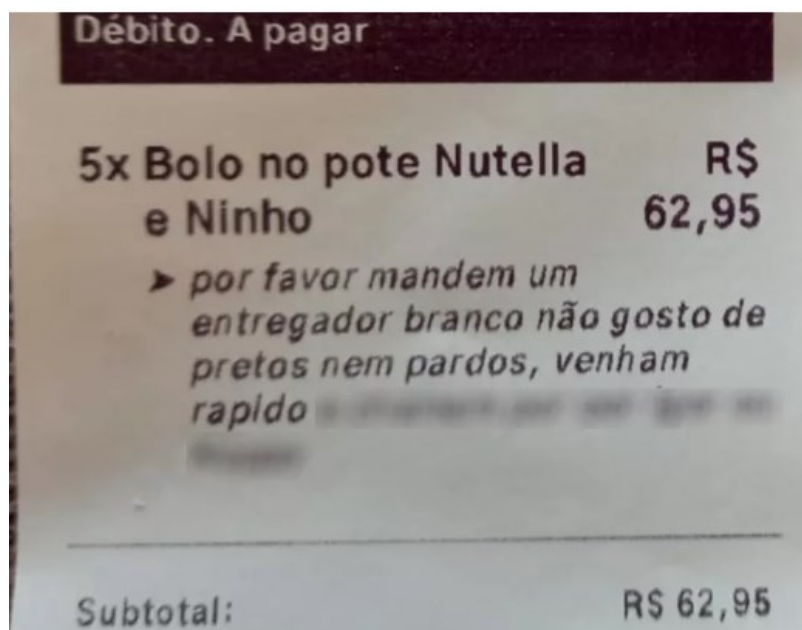 Débito. A pagar
5x Bolo no pote Nutella R$
e Ninho 62,95
➤ por favor mandem um
entregador branco não gosto de
pretos nem pardos, venham
rapido
Subtotal: R$ 62,95